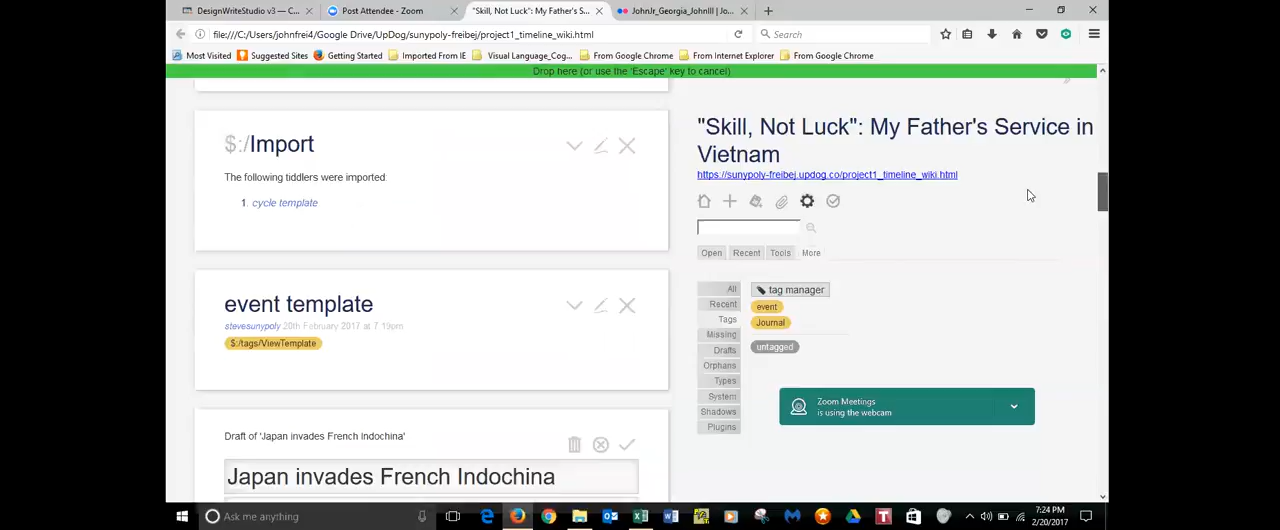 DesignWriteStudio v3 — C...
Post Attendee - Zoom
"Skill, Not Luck": My Father's S...
JohnJr_Georgia_JohnIII | Jo...
file:///C:/Users/johnfrei4/Google Drive/UpDog/sunypoly-freibej/project1_timeline_wiki.html
Search
Most Visited
Suggested Sites
Getting Started
Imported From IE
Visual Language_Cog...
From Google Chrome
From Internet Explorer
From Google Chrome
Drop here (or use the 'Escape' key to cancel)
$:/Import
The following tiddlers were imported:
1. cycle template
event template
stevesunypoly 20th February 2017 at 7:19pm
$:/tags/ViewTemplate
Draft of 'Japan invades French Indochina'
Japan invades French Indochina
"Skill, Not Luck": My Father's Service in
Vietnam
https://sunypoly-freibej.updog.co/project1_timeline_wiki.html
Open
Recent
Tools
More
All
Recent
Tags
Missing
Drafts
Orphans
Types
System
Shadows
Plugins
tag manager
event
Journal
untagged
Zoom Meetings
is using the webcam
Ask me anything
7:24 PM
2/20/2017